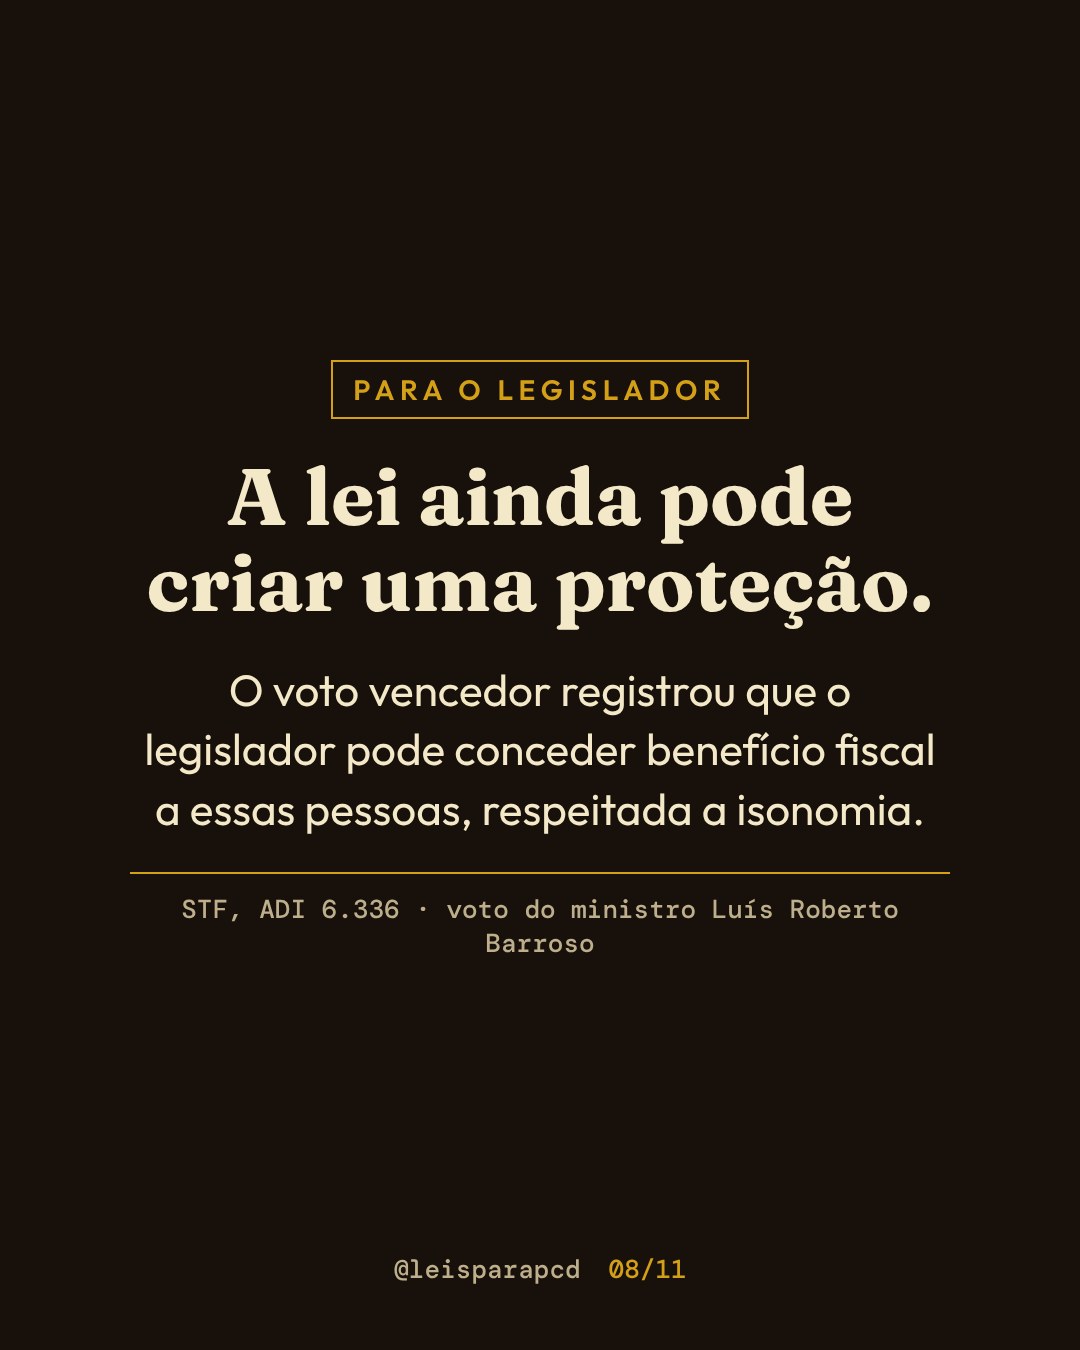 PARA O LEGISLADOR
A lei ainda pode
criar uma proteção.
O voto vencedor registrou que o
legislador pode conceder benefício fiscal
a essas pessoas, respeitada a isonomia.
STF, ADI 6.336 · voto do ministro Luís Roberto
Barroso
@leisparapcd 08/11